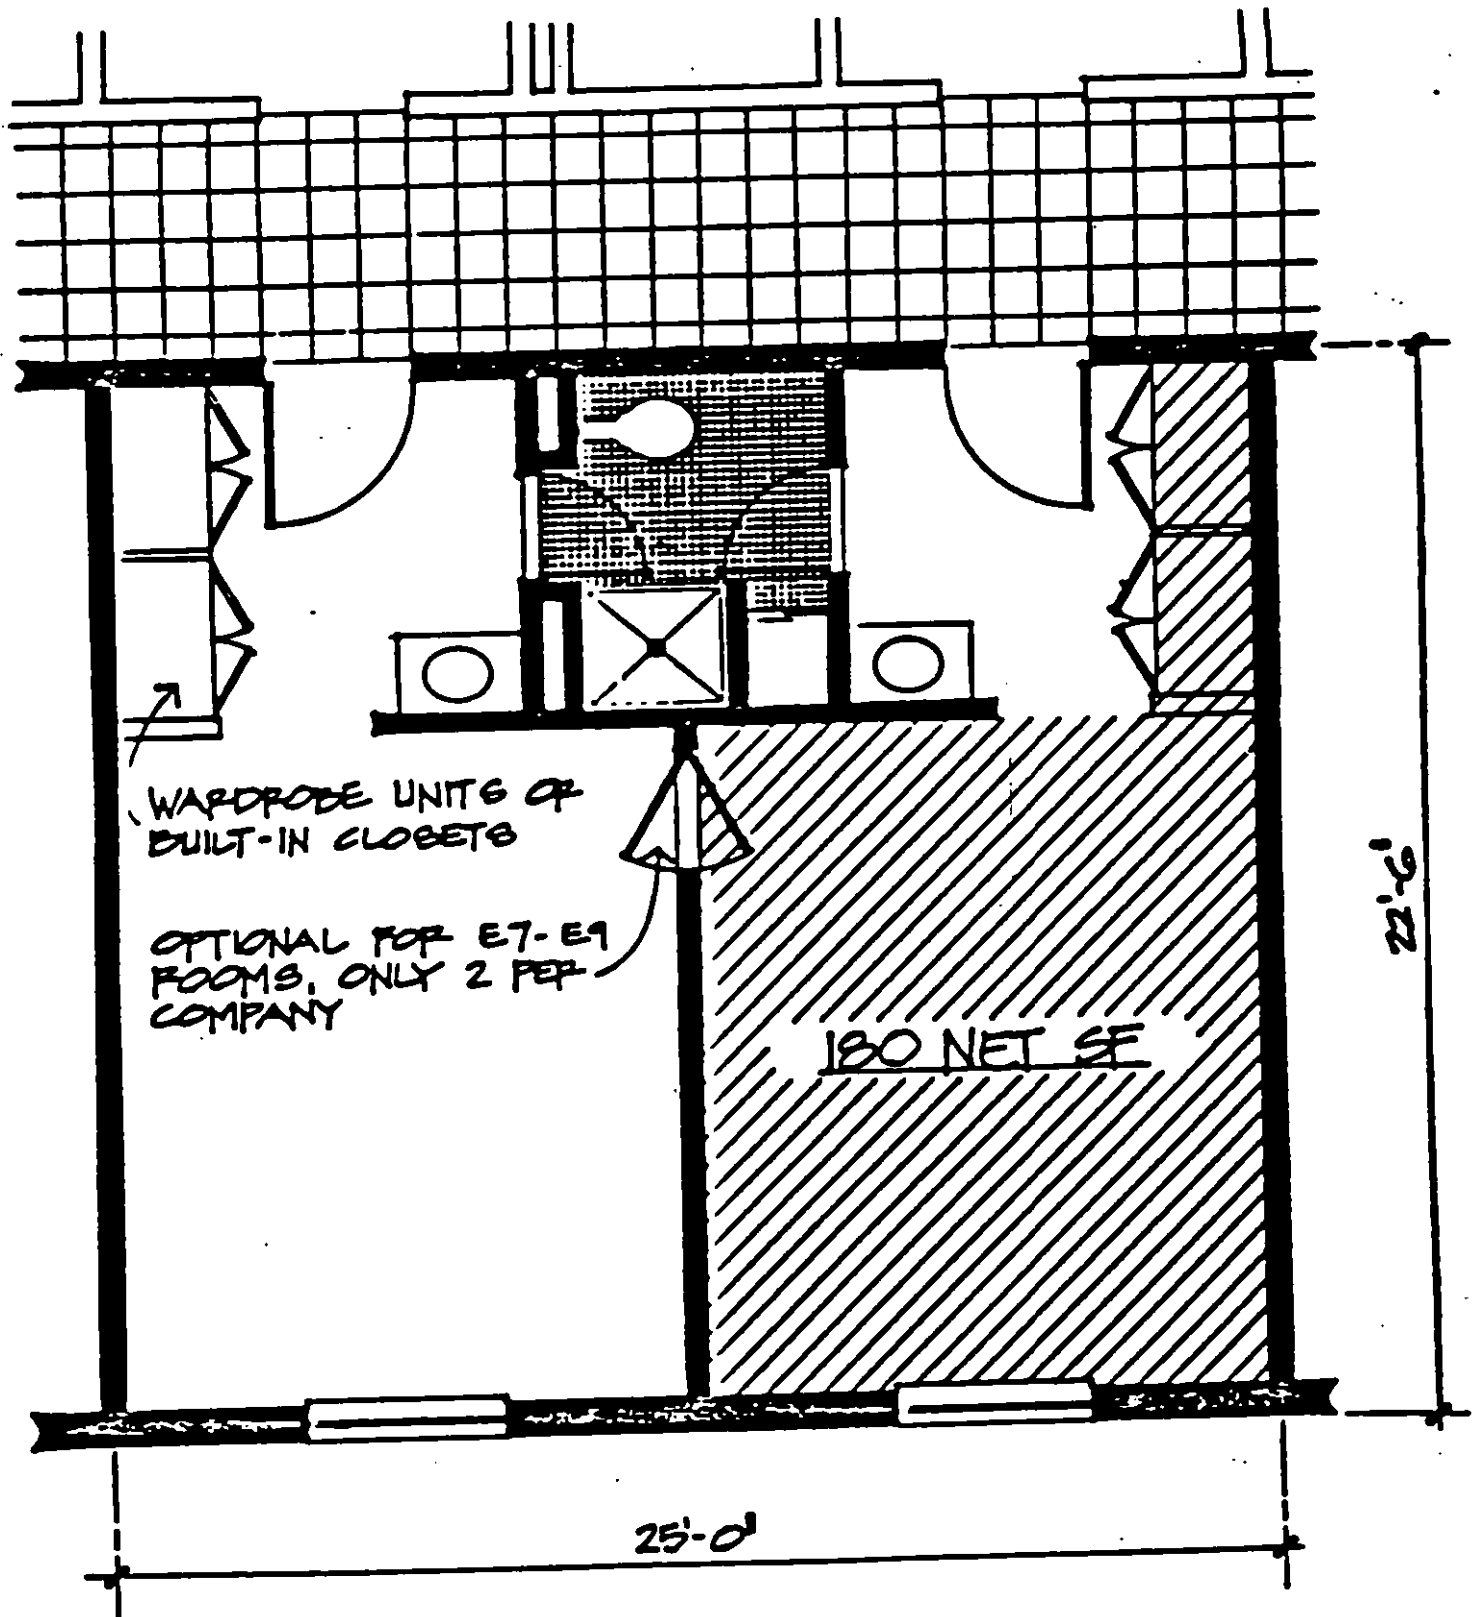 WARDROBE UNITS OR
BUILT-IN CLOSETS
OPTIONAL FOR E7-E9
ROOMS, ONLY 2 PER
COMPANY
180 NET SF
22'-6"
25'-0"